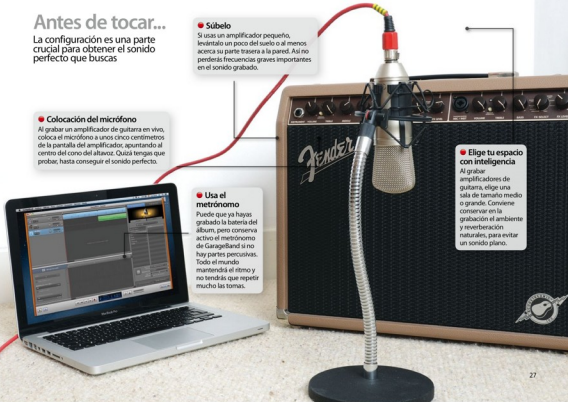 Antes de tocar...
La configuración es una parte
crucial para obtener el sonido
perfecto que buscas
Súbelo
Si usas un amplificador pequeño,
levántalo un poco del suelo o al menos
acerca su parte trasera a la pared. Así no
perderás frecuencias graves importantes
en el sonido grabado.
Colocación del micrófono
Al grabar un amplificador de guitarra en vivo,
coloca el micrófono a unos cinco centímetros
de la pantalla del amplificador, apuntando al
centro del cono del altavoz. Quizá tengas que
probar, hasta conseguir el sonido perfecto.
Usa el
metrónomo
Puede que ya hayas
grabado la batería del
álbum, pero conserva
activo el metrónomo
de GarageBand si no
hay partes percusivas.
Todo el mundo
mantendrá el ritmo y
no tendrás que repetir
mucho las tomas.
Elige tu espacio
con inteligencia
Al grabar
amplificadores de
guitarra, elige una
sala de tamaño medio
o grande. Conviene
conservar en la
grabación el ambiente
y reverberación
naturales, para evitar
un sonido plano.
Fender
27